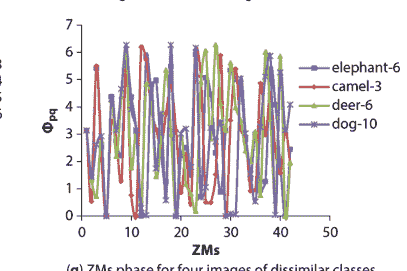 7
6
5
4
3
2
1
0
Φpq
0 10 20 30 40 50
ZMs
elephant-6
camel-3
deer-6
dog-10
(a) ZMs phase for four images of dissimilar classes